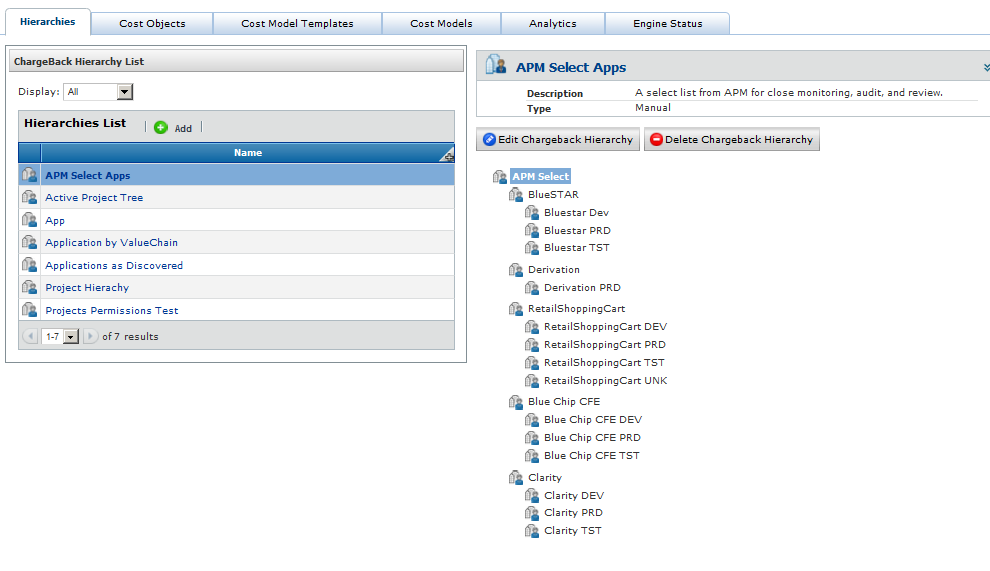 Hierarchies
Cost Objects
Cost Model Templates
Cost Models
Analytics
Engine Status
ChargeBack Hierarchy List
Display: All
Hierarchies List
Add
Name
APM Select Apps
Active Project Tree
App
Application by ValueChain
Applications as Discovered
Project Hierachy
Projects Permissions Test
1-7 of 7 results
APM Select Apps
Description A select list from APM for close monitoring, audit, and review.
Type Manual
Edit Chargeback Hierarchy
Delete Chargeback Hierarchy
APM Select
BlueSTAR
Bluestar Dev
Bluestar PRD
Bluestar TST
Derivation
Derivation PRD
RetailShoppingCart
RetailShoppingCart DEV
RetailShoppingCart PRD
RetailShoppingCart TST
RetailShoppingCart UNK
Blue Chip CFE
Blue Chip CFE DEV
Blue Chip CFE PRD
Blue Chip CFE TST
Clarity
Clarity DEV
Clarity PRD
Clarity TST